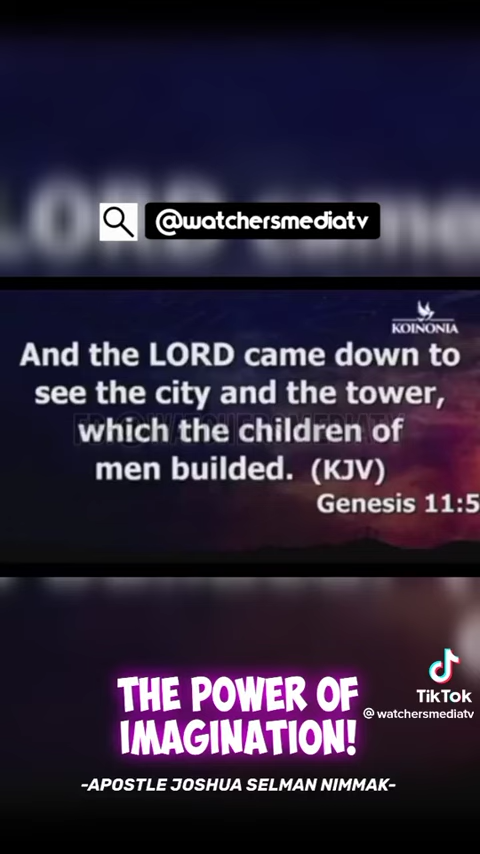 @watchersmediatv
KOINONIA
And the LORD came down to
see the city and the tower,
which the children of
men builded. (KJV)
Genesis 11:5
THE POWER OF
IMAGINATION!
-APOSTLE JOSHUA SELMAN NIMMAK-
TikTok
@watchersmediatv